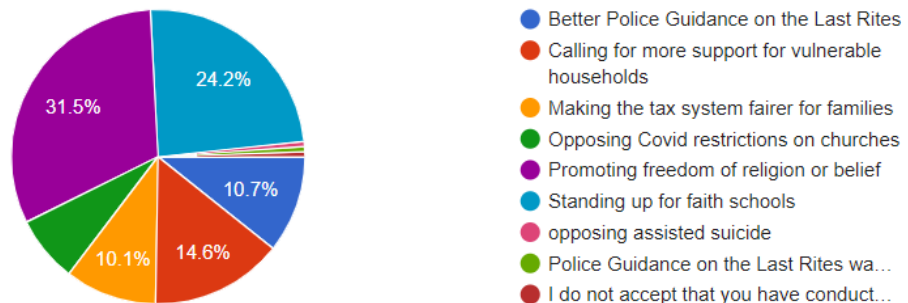 24.2%
31.5%
10.7%
10.1%
14.6%
Better Police Guidance on the Last Rites
Calling for more support for vulnerable
households
Making the tax system fairer for families
Opposing Covid restrictions on churches
Promoting freedom of religion or belief
Standing up for faith schools
opposing assisted suicide
Police Guidance on the Last Rites wa...
I do not accept that you have conduct...